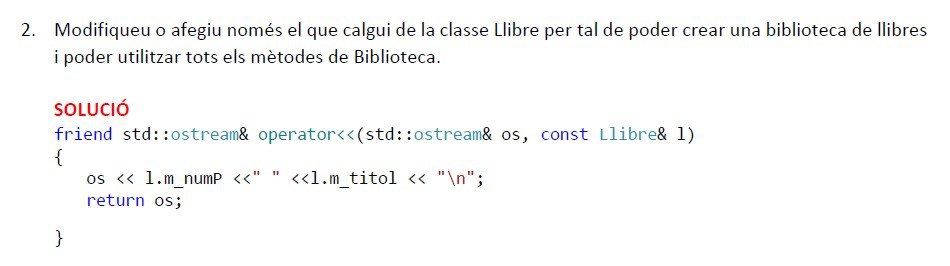 2. Modifiqueu o afegiu només el que calgui de la classe Llibre per tal de poder crear una biblioteca de llibres
i poder utilitzar tots els mètodes de Biblioteca.
SOLUCIÓ
friend std::ostream& operator<<(std::ostream& os, const Llibre& l)
{
os << l.m_numP <<" " <<l.m_titol << "\n";
return os;
}